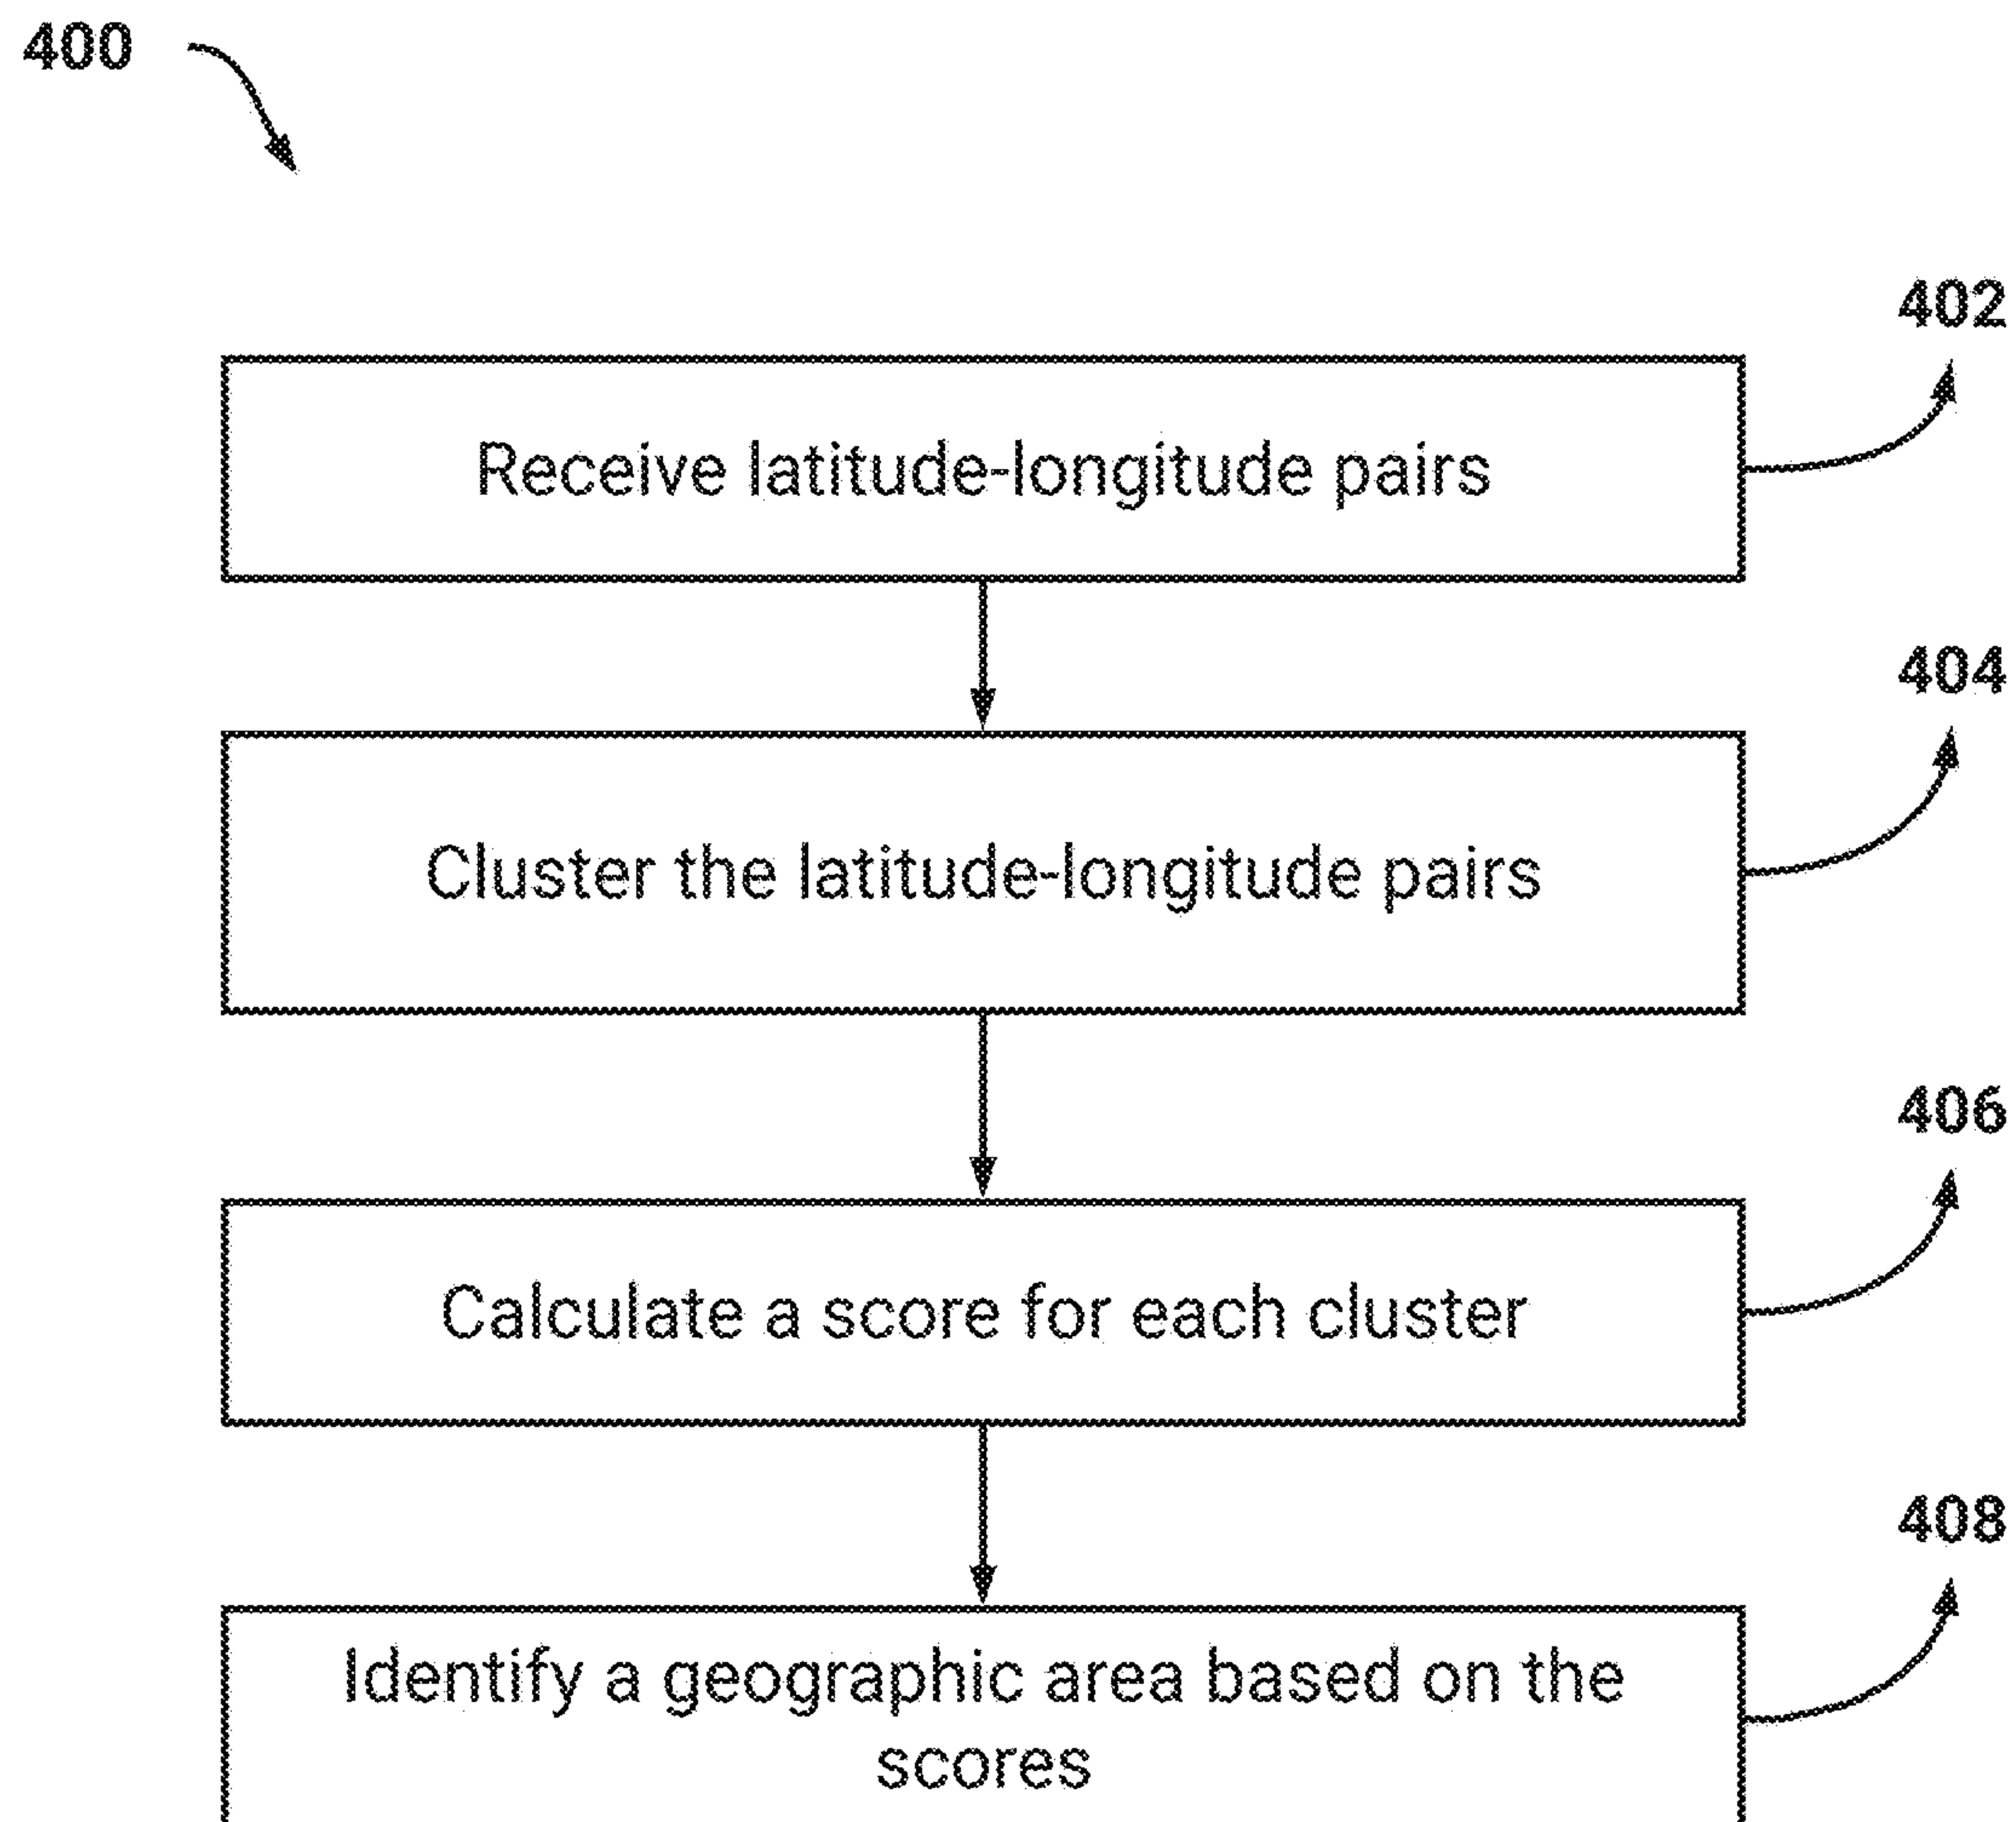 400
402
Receive latitude-longitude pairs
404
Cluster the latitude-longitude pairs
406
Calculate a score for each cluster
408
Identify a geographic area based on the
scores